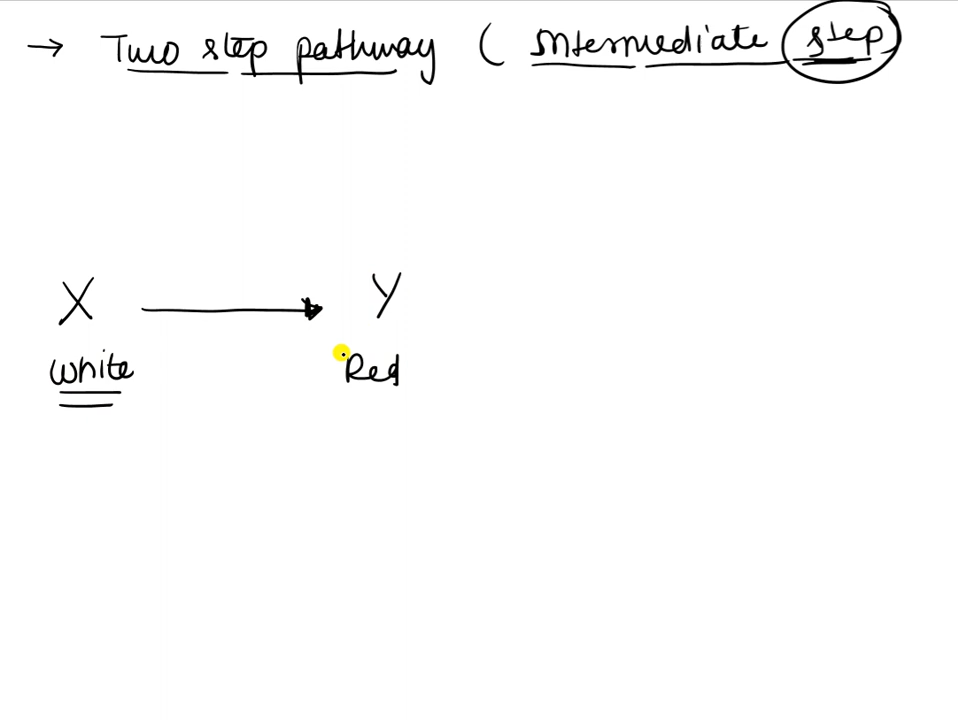 → Two step pathway ( Intermediate step)
X → Y
white Red